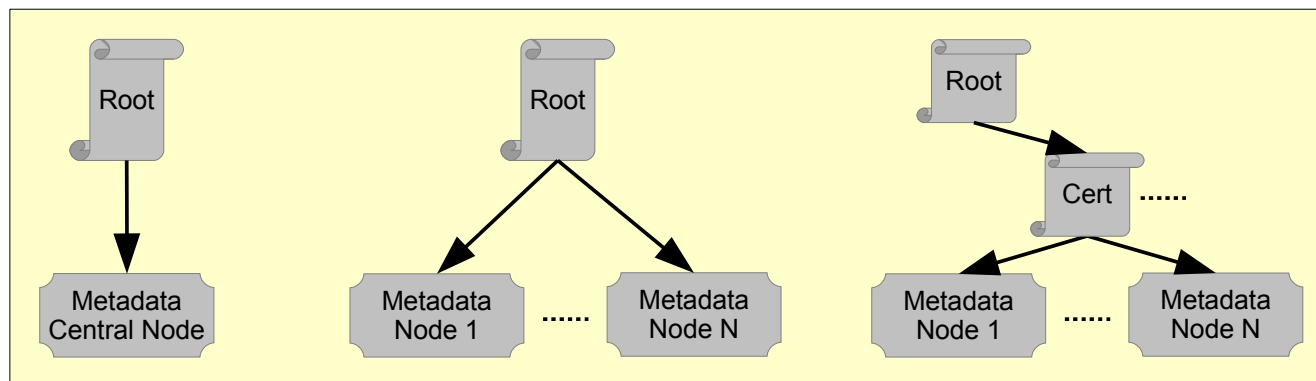 Root
Metadata
Central Node
Root
Metadata
Node 1
......
Metadata
Node N
Root
Cert ......
Metadata
Node 1
......
Metadata
Node N